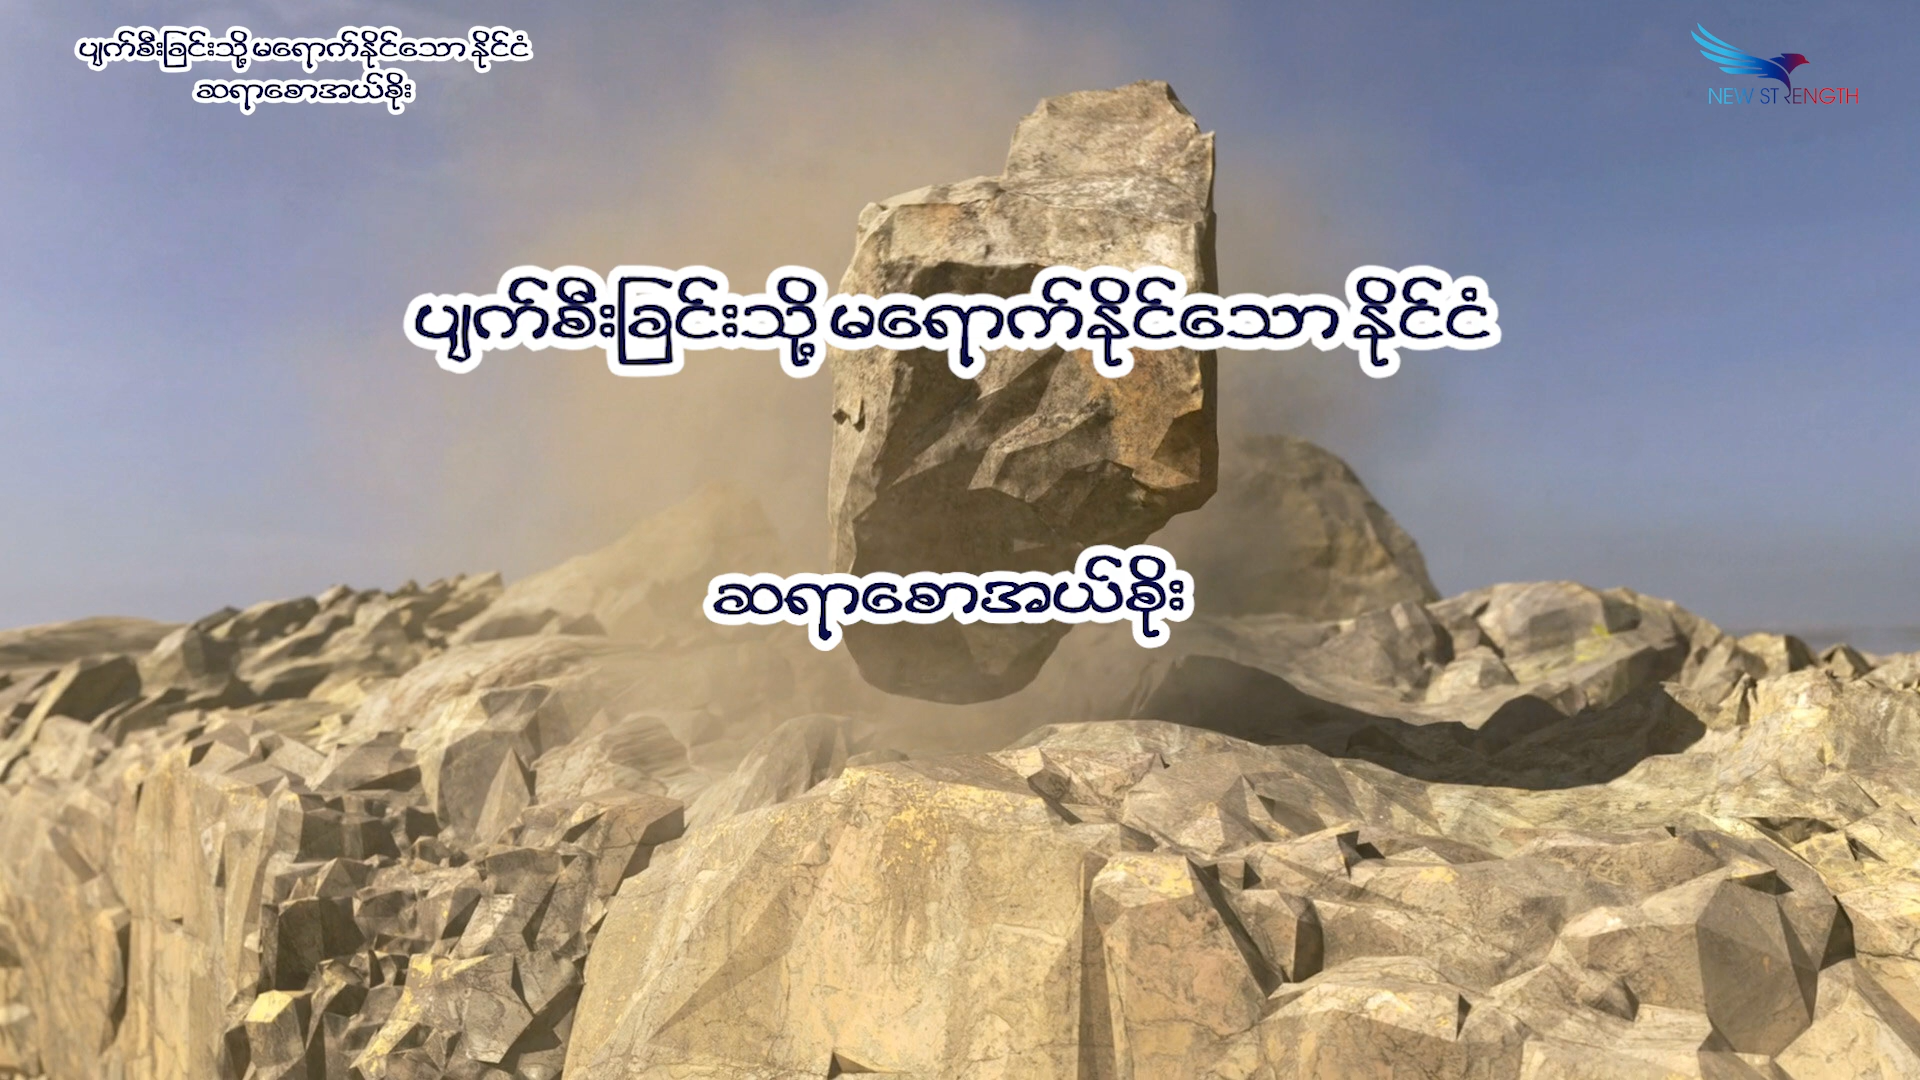 ပျက်စီးခြင်းသို့ မရောက်နိုင်သော နိုင်ငံ
ဆရာစောအယ်ခိုး
NEW STRENGTH
ပျက်စီးခြင်းသို့ မရောက်နိုင်သော နိုင်ငံ
ဆရာစောအယ်ခိုး